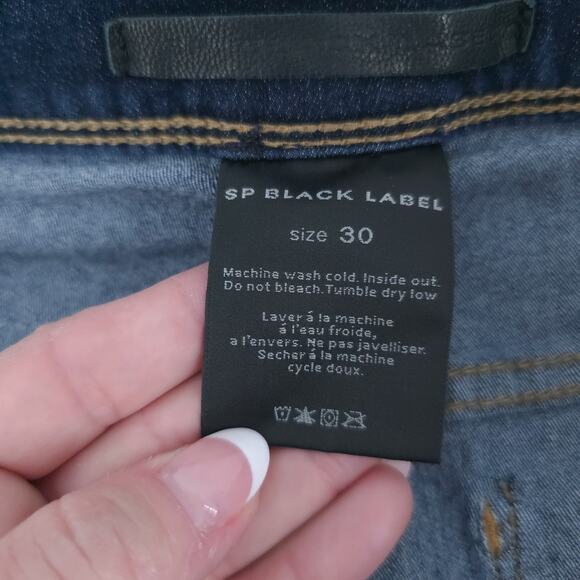 SP BLACK LABEL
size 30
Machine wash cold. Inside out.
Do not bleach. Tumble dry low
Laver á la machine
á l'eau froide,
a l'envers. Ne pas javelliser.
Secher á la machine
cycle doux.